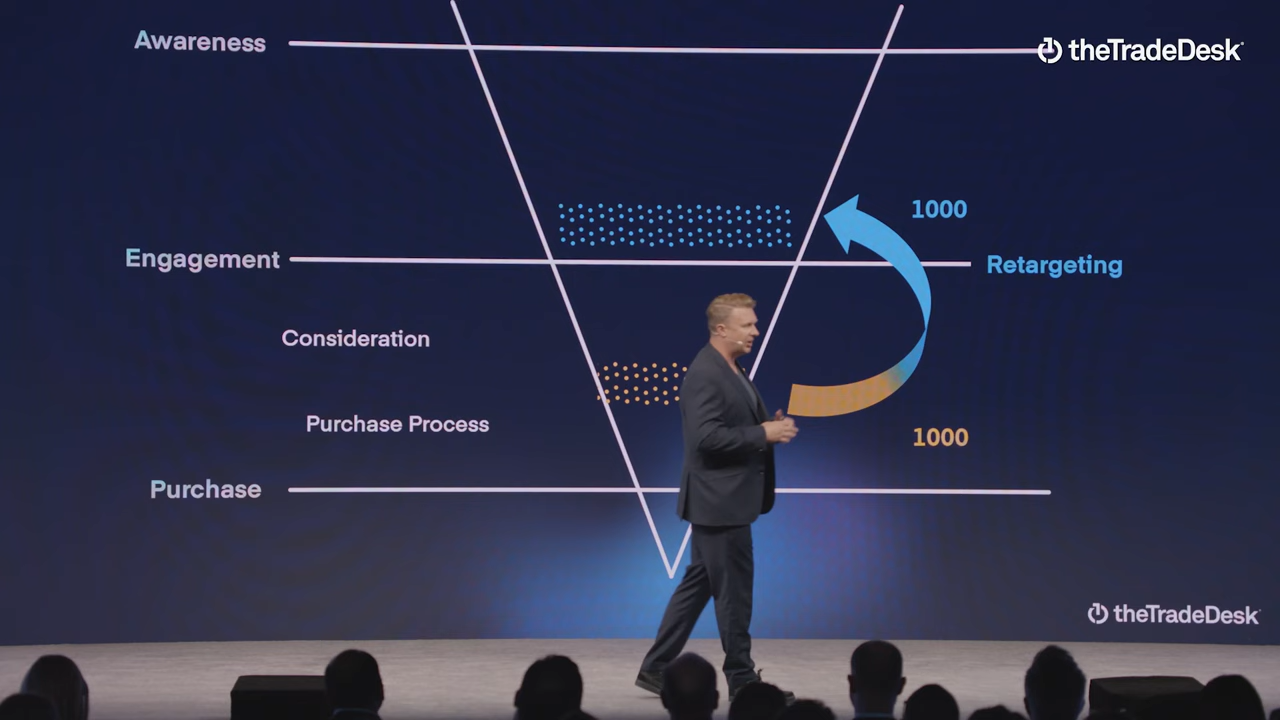 Awareness
theTradeDesk
1000
Engagement
Retargeting
Consideration
Purchase Process
1000
Purchase
theTradeDesk